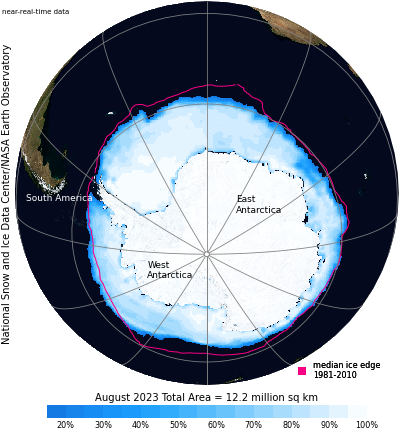 near-real-time data
National Snow and Ice Data Center/NASA Earth Observatory
South America
East
Antarctica
West
Antarctica
median ice edge
1981-2010
August 2023 Total Area = 12.2 million sq km
20% 30% 40% 50% 60% 70% 80% 90% 100%